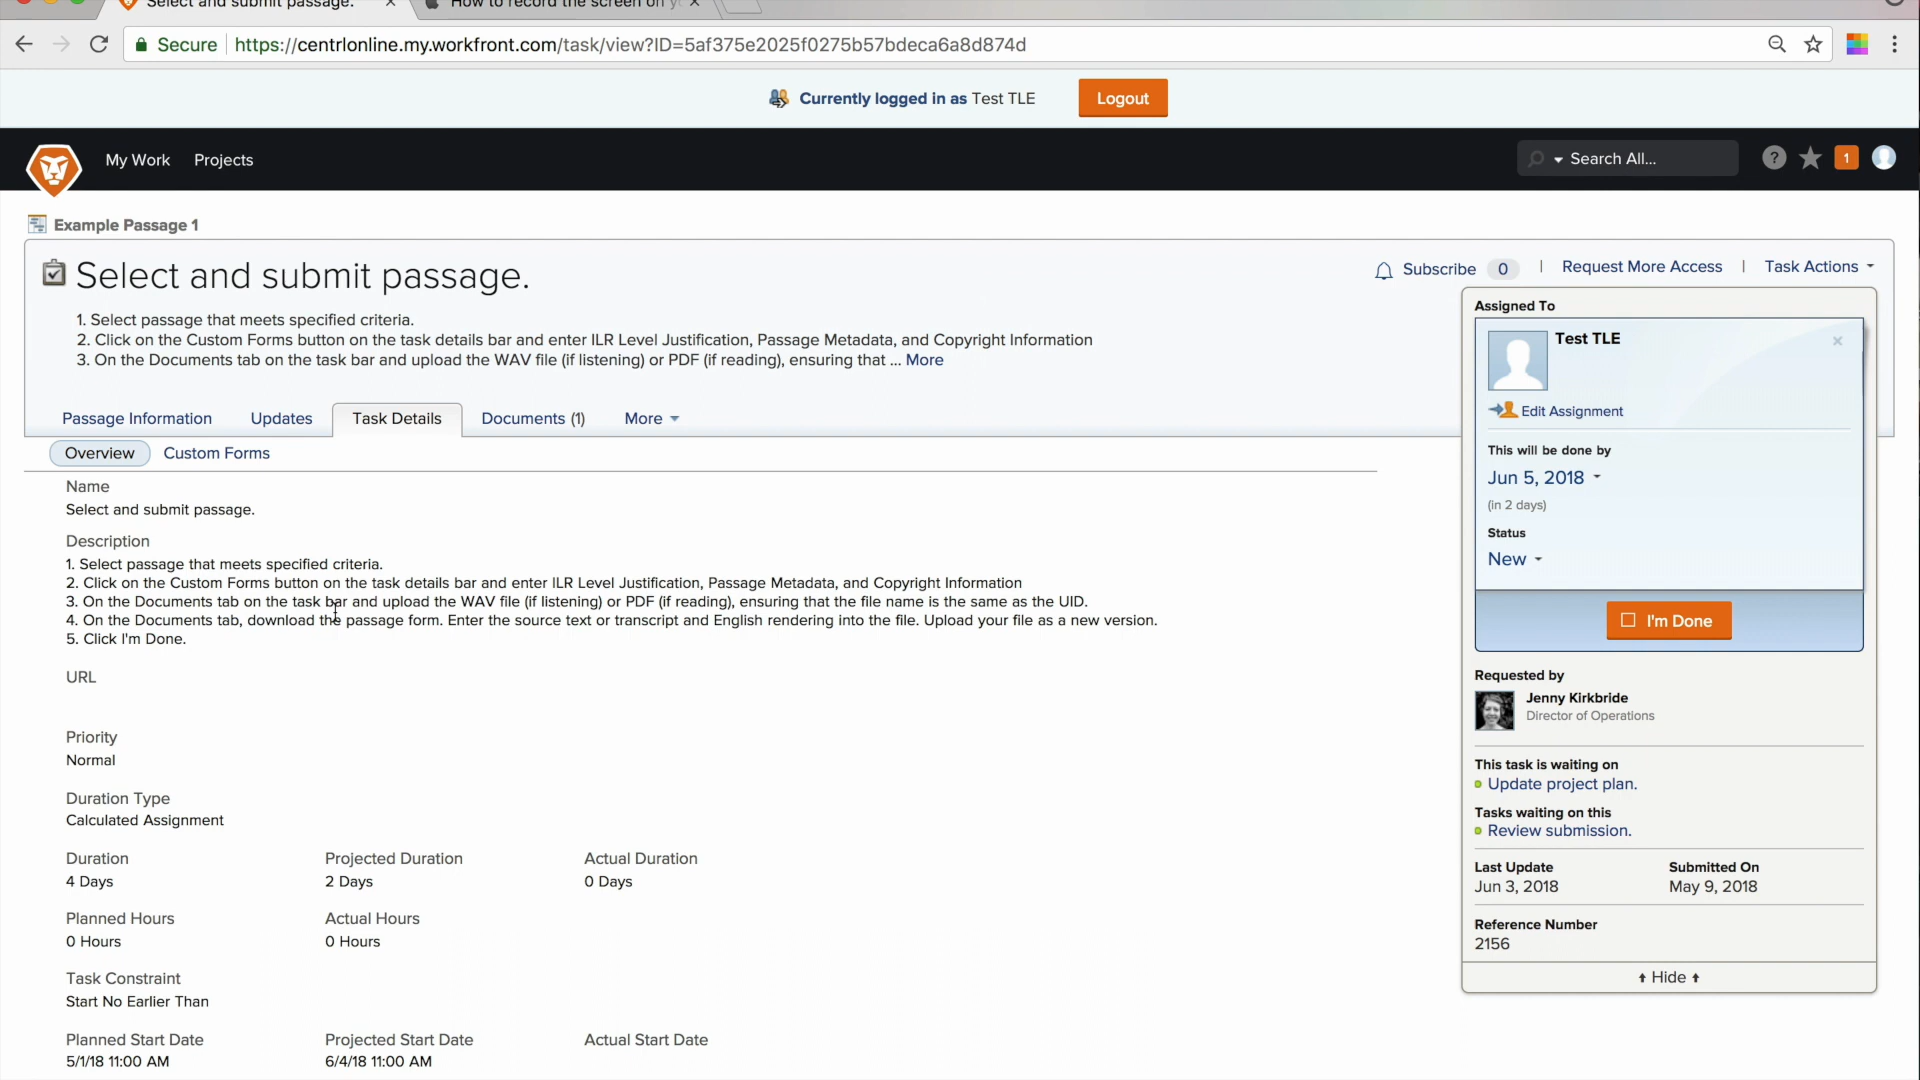 Select and submit passage.
How to record the screen on yo
Secure
https://centrlonline.my.workfront.com/task/view?ID=5af375e2025f0275b57bdeca6a8d874d
Currently logged in as Test TLE
Logout
My Work
Projects
Search All...
?
1
Example Passage 1
Select and submit passage.
Subscribe 0
Request More Access
Task Actions
1. Select passage that meets specified criteria.
2. Click on the Custom Forms button on the task details bar and enter ILR Level Justification, Passage Metadata, and Copyright Information
3. On the Documents tab on the task bar and upload the WAV file (if listening) or PDF (if reading), ensuring that ... More
Passage Information
Updates
Task Details
Documents (1)
More
Overview
Custom Forms
Name
Select and submit passage.
Description
1. Select passage that meets specified criteria.
2. Click on the Custom Forms button on the task details bar and enter ILR Level Justification, Passage Metadata, and Copyright Information
3. On the Documents tab on the task bar and upload the WAV file (if listening) or PDF (if reading), ensuring that the file name is the same as the UID.
4. On the Documents tab, download the passage form. Enter the source text or transcript and English rendering into the file. Upload your file as a new version.
5. Click I'm Done.
URL
Priority
Normal
Duration Type
Calculated Assignment
Duration
4 Days
Projected Duration
2 Days
Actual Duration
0 Days
Planned Hours
0 Hours
Actual Hours
0 Hours
Task Constraint
Start No Earlier Than
Planned Start Date
5/1/18 11:00 AM
Projected Start Date
6/4/18 11:00 AM
Actual Start Date
Assigned To
Test TLE
Edit Assignment
This will be done by
Jun 5, 2018
(in 2 days)
Status
New
I'm Done
Requested by
Jenny Kirkbride
Director of Operations
This task is waiting on
Update project plan.
Tasks waiting on this
Review submission.
Last Update
Jun 3, 2018
Submitted On
May 9, 2018
Reference Number
2156
Hide